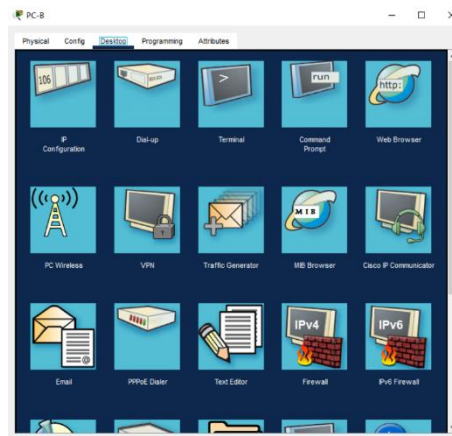 PC-B
Physical Config Desktop Programming Attributes
106
>
run
http:
IP
Configuration
Dial-up
Terminal
Command
Prompt
Web Browser
MIB
PC Wireless
VPN
Traffic Generator
MIB Browser
Cisco IP Communicator
IPv4
IPv6
Email
PPPoE Dialer
Text Editor
Firewall
IPv6 Firewall